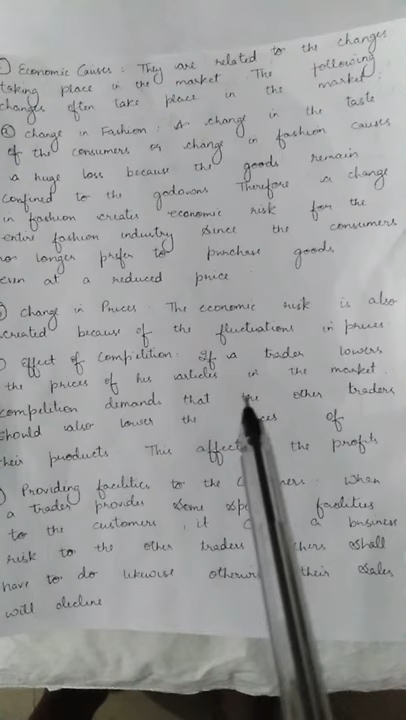 ) Economic Causes : They are related to the changes
taking place in the market The following
changes often take place in the market :
a) Change in Fashion : A change in the taste
of the consumers or change in fashion causes
a huge loss because the goods remain
confined to the godowns Therefore a change
in fashion creates economic risk for the
entire fashion industry since the consumers
no longer prefer to purchase goods
even at a reduced price
) Change in Prices : The economic risk is also
created because of the fluctuations in prices
) Effect of Competition : If a trader lowers
the prices of his articles in the market
competition demands that the other traders
should also lower the of
their products This affects the profits
) Providing facilities to the : When
a trader provides some facilities
to the customers , it a business
risk to the other traders shall
have to do likewise their sales
will decline